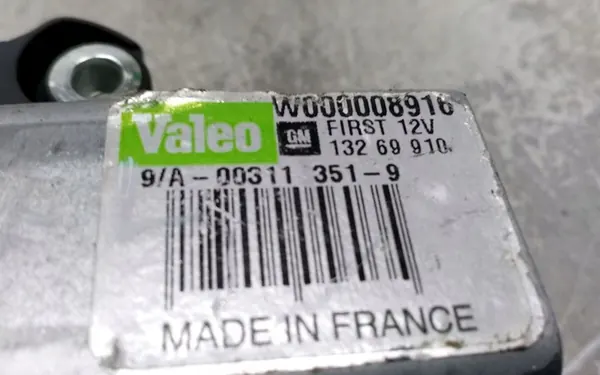 W000008916
Valeo GM FIRST 12V
132 69 910
9/A-00311 351-9
MADE IN FRANCE